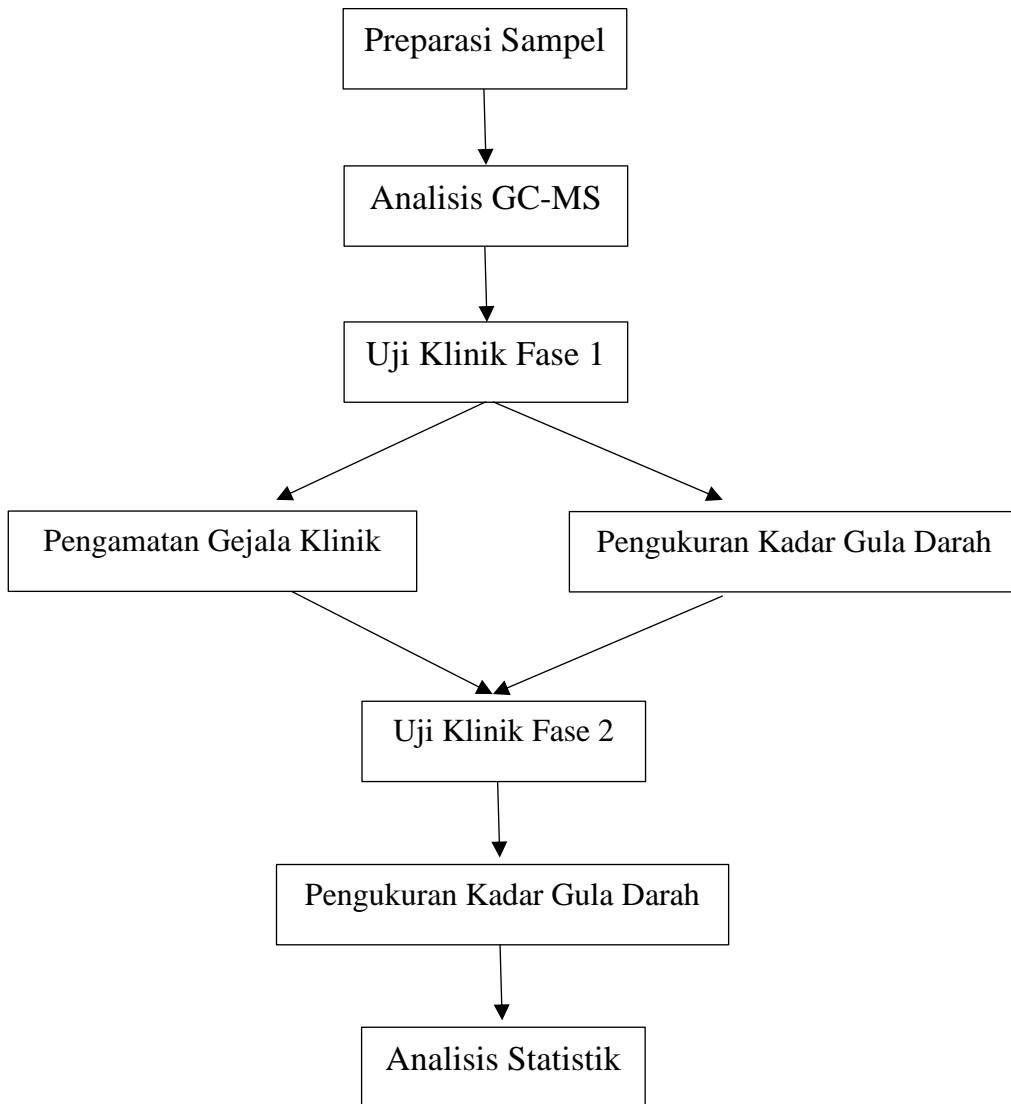 Preparasi Sampel
Analisis GC-MS
Uji Klinik Fase 1
Pengamatan Gejala Klinik
Pengukuran Kadar Gula Darah
Uji Klinik Fase 2
Pengukuran Kadar Gula Darah
Analisis Statistik